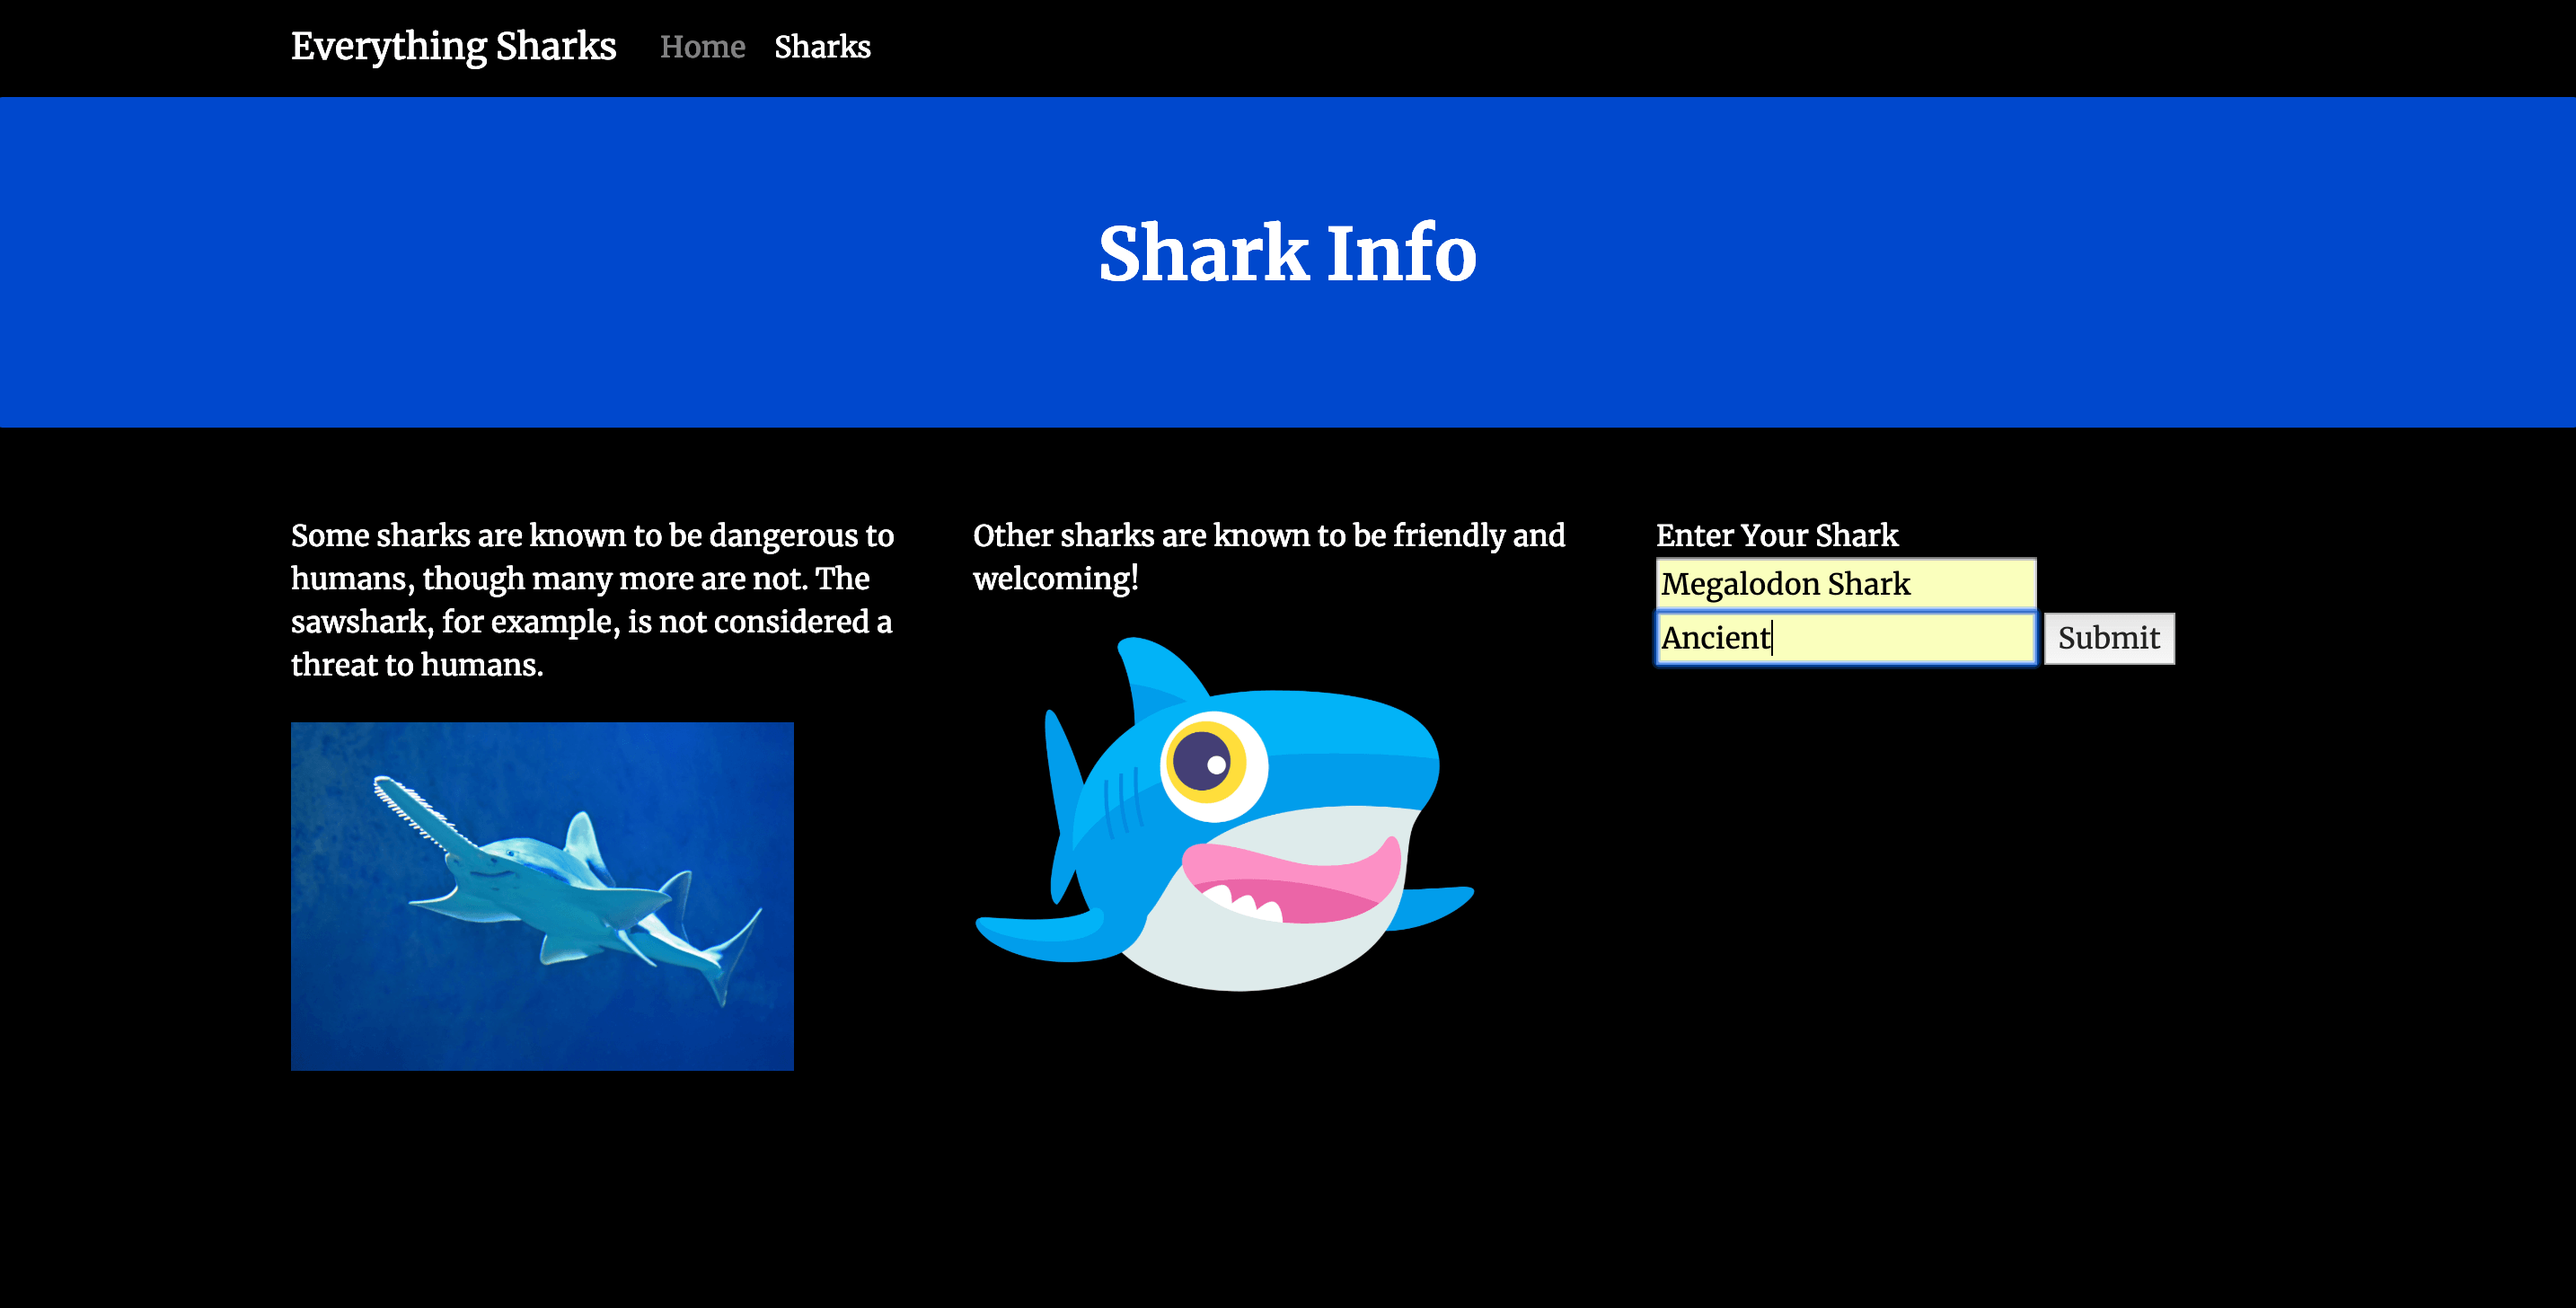 Everything Sharks Home Sharks
Shark Info
Some sharks are known to be dangerous to
humans, though many more are not. The
sawshark, for example, is not considered a
threat to humans.
Other sharks are known to be friendly and
welcoming!
Enter Your Shark
Megalodon Shark
Ancient
Submit